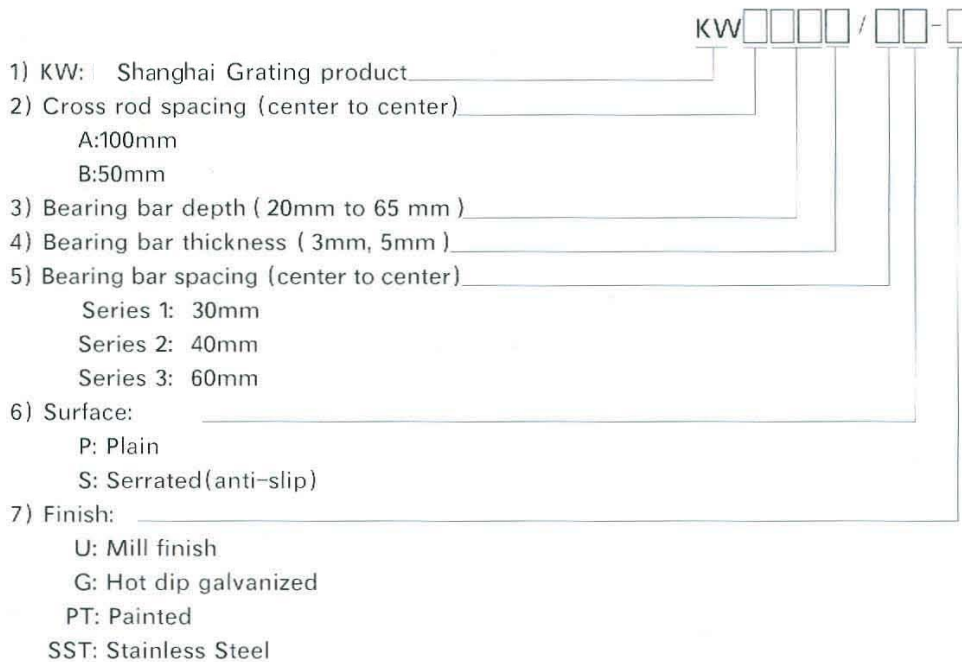 KW□□□□/□□-□
1) KW: Shanghai Grating product
2) Cross rod spacing (center to center)
A:100mm
B:50mm
3) Bearing bar depth ( 20mm to 65 mm )
4) Bearing bar thickness ( 3mm, 5mm )
5) Bearing bar spacing (center to center)
Series 1: 30mm
Series 2: 40mm
Series 3: 60mm
6) Surface:
P: Plain
S: Serrated(anti-slip)
7) Finish:
U: Mill finish
G: Hot dip galvanized
PT: Painted
SST: Stainless Steel